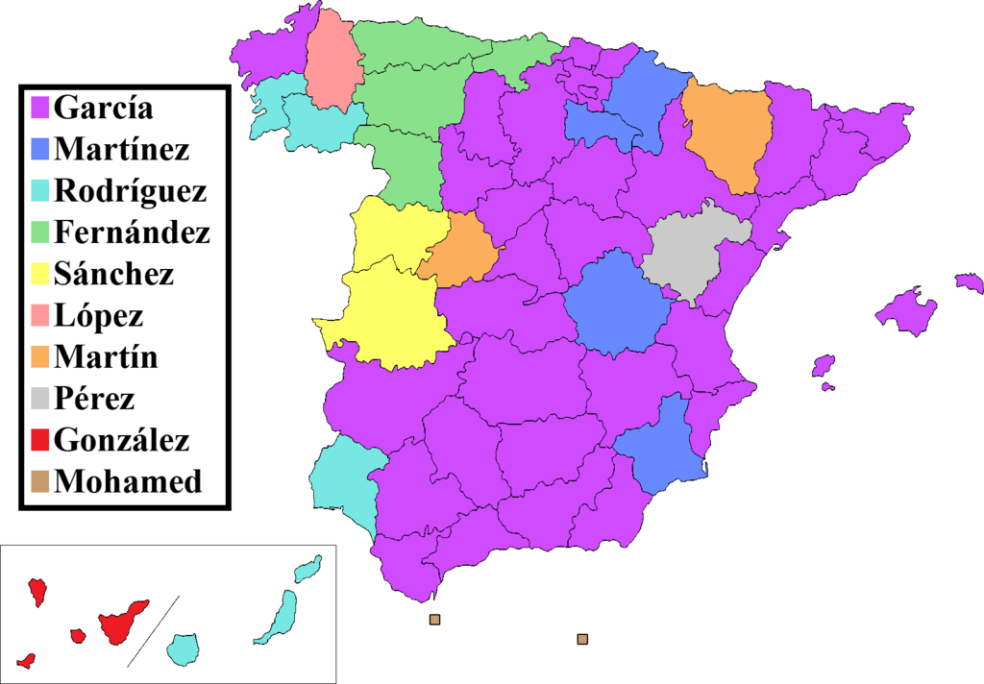 García
Martínez
Rodríguez
Fernández
Sánchez
López
Martín
Pérez
González
Mohamed